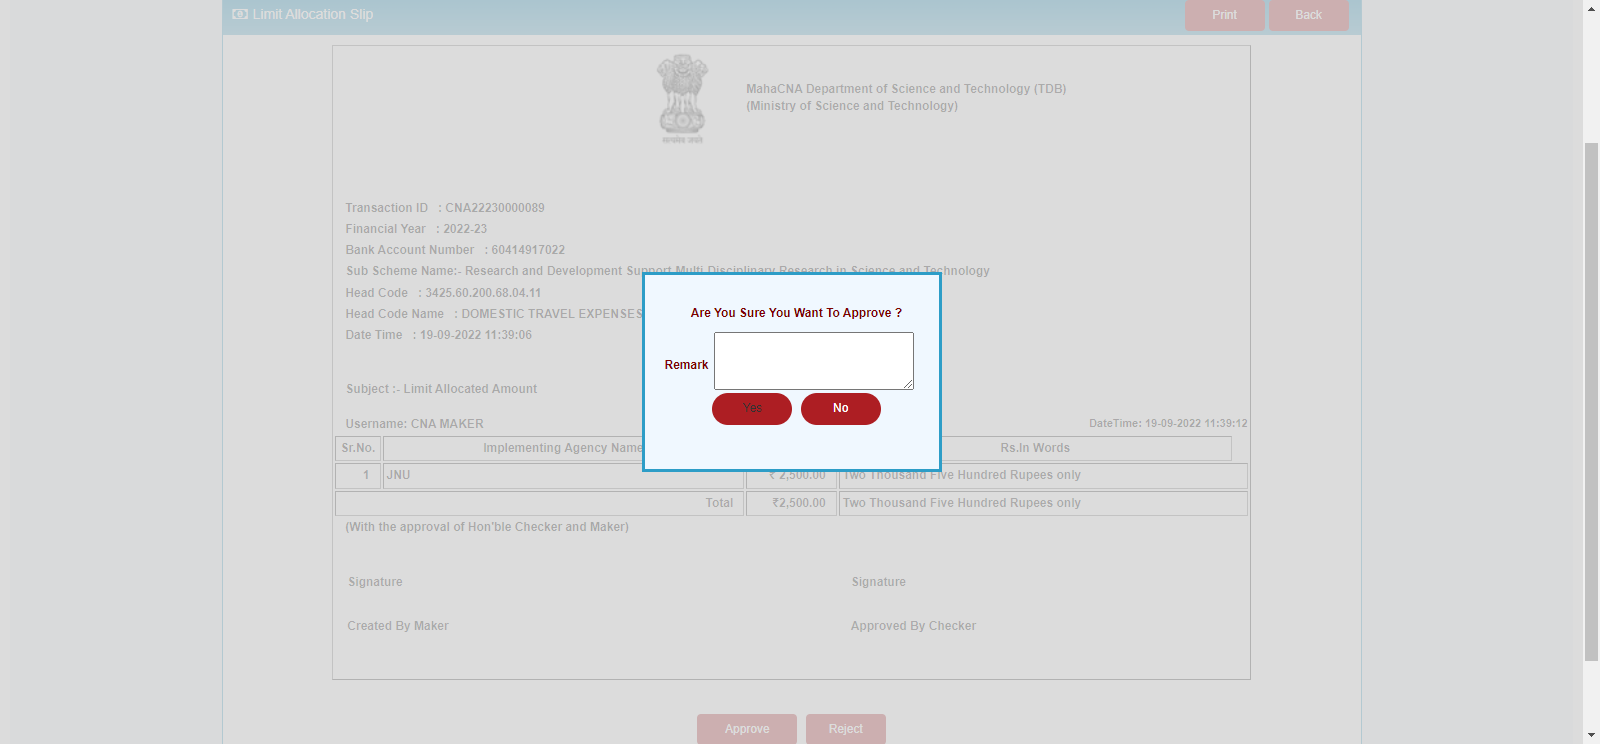 Limit Allocation Slip Print Back
MahaCNA Department of Science and Technology (TDB)
(Ministry of Science and Technology)
सत्यमेव जयते
Transaction ID : CNA22230000089
Financial Year : 2022-23
Bank Account Number : 60414917022
Sub Scheme Name:- Research and Development Support Multi Disciplinary Research in Science and Technology
Head Code : 3425.60.200.68.04.11
Head Code Name : DOMESTIC TRAVEL EXPENSES
Date Time : 19-09-2022 11:39:06
Are You Sure You Want To Approve ?
Remark
Yes No
Subject :- Limit Allocated Amount
Username: CNA MAKER DateTime: 19-09-2022 11:39:12
Sr.No. Implementing Agency Name Rs.In Words
1 JNU ₹ 2,500.00 Two Thousand Five Hundred Rupees only
Total ₹2,500.00 Two Thousand Five Hundred Rupees only
(With the approval of Hon'ble Checker and Maker)
Signature Signature
Created By Maker Approved By Checker
Approve Reject